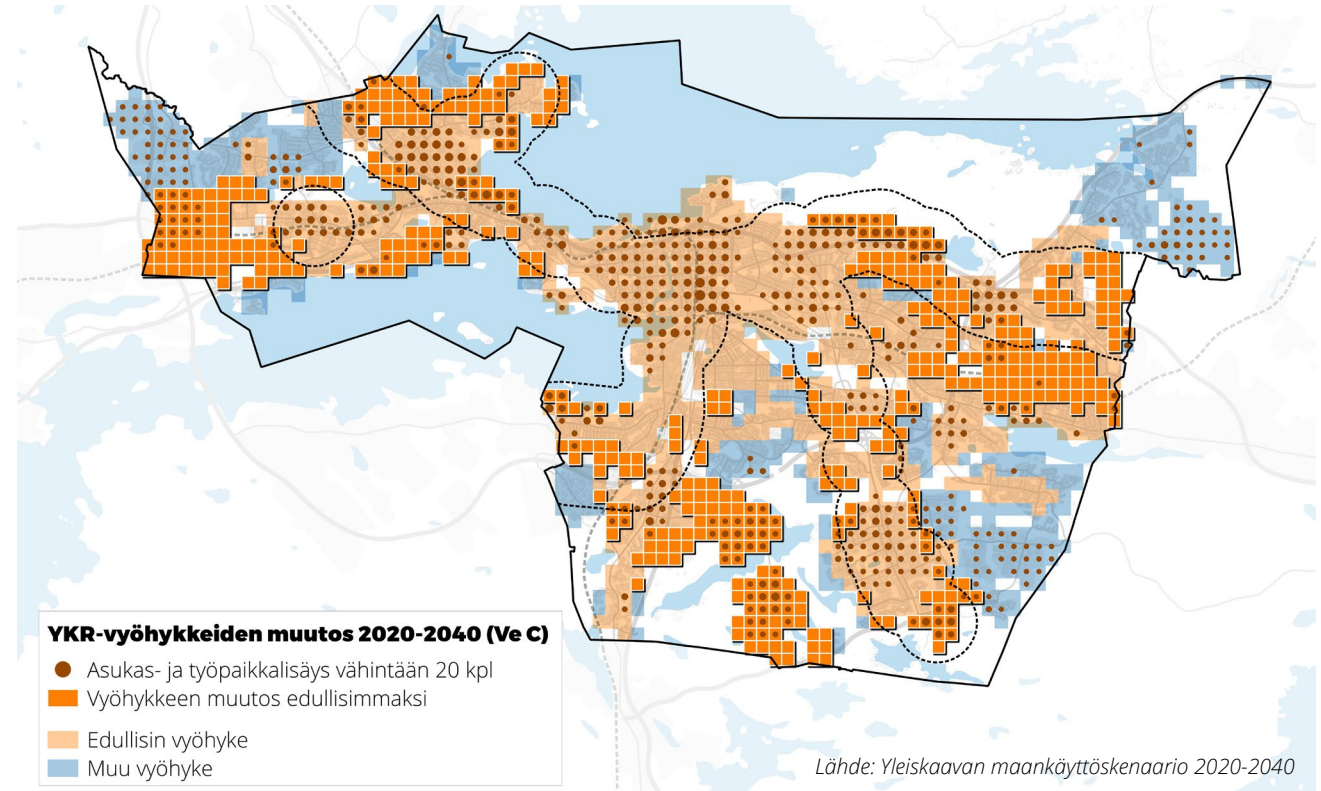 YKR-vyöhykkeiden muutos 2020-2040 (Ve C)
Asukas- ja työpaikkalisäys vähintään 20 kpl
Vyöhykkeen muutos edullisimmaksi
Edullisin vyöhyke
Muu vyöhyke
Lähde: Yleiskaavan maankäyttöskenaario 2020-2040